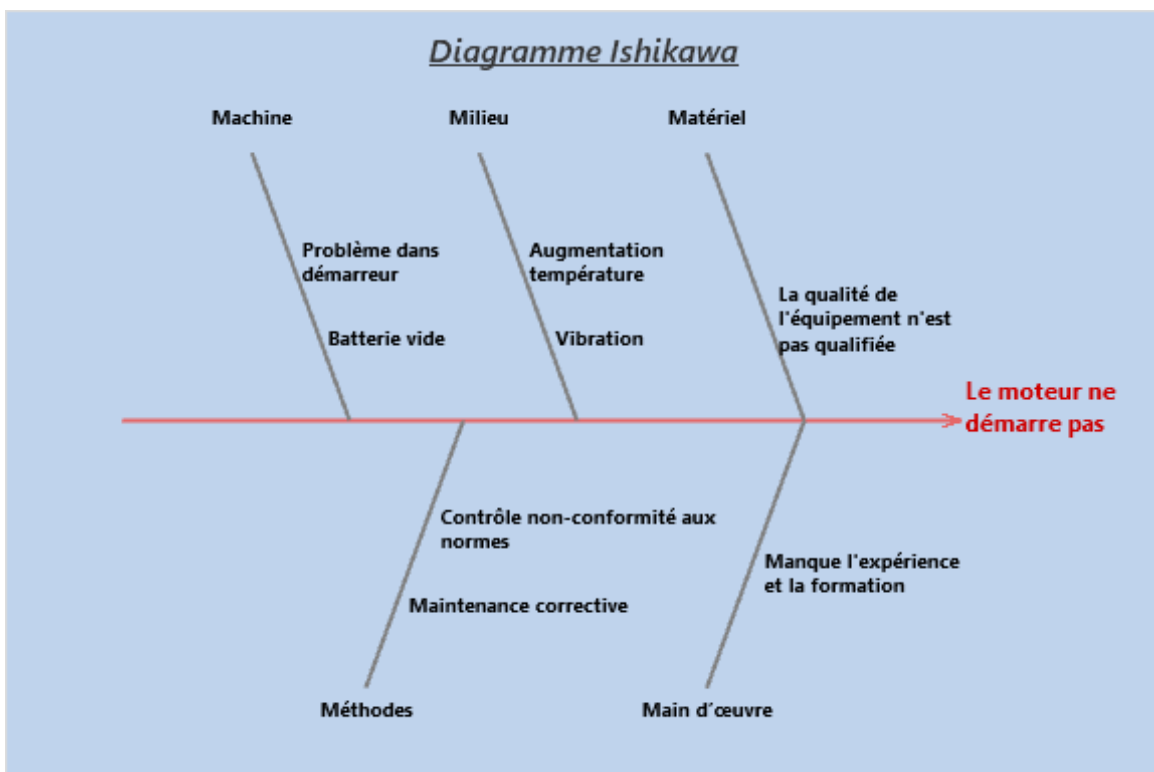 Diagramme Ishikawa
Machine
Milieu
Matériel
Problème dans
démarreur
Batterie vide
Augmentation
température
Vibration
La qualité de
l'équipement n'est
pas qualifiée
Le moteur ne
démarre pas
Contrôle non-conformité aux
normes
Maintenance corrective
Manque l'expérience
et la formation
Méthodes
Main d’œuvre